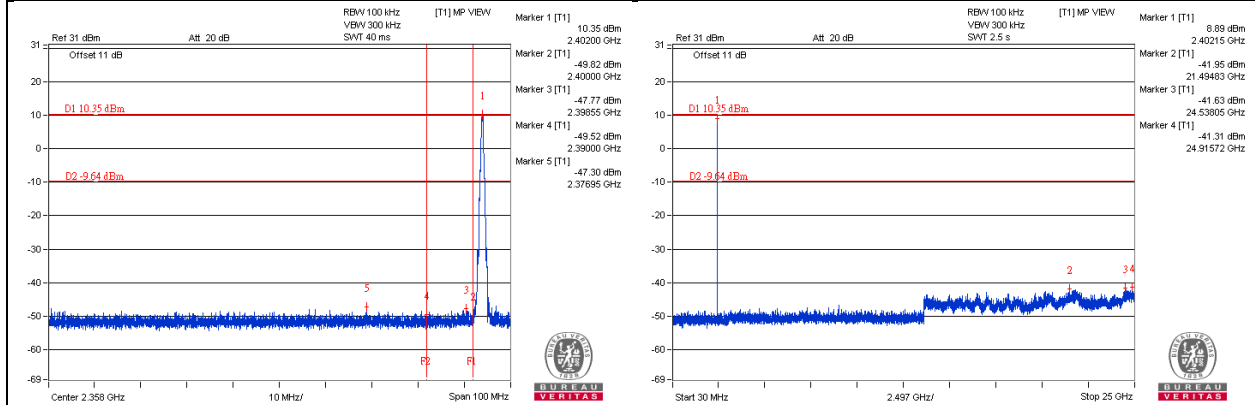 RBW 100 kHz
[T1] MP VIEW
VBW 300 kHz
Ref 31 dBm
Att 20 dB
SWT 40 ms
Offset 11 dB
31
20
10
0
-10
-20
-30
-40
-50
-60
-69
D1 10.35 dBm
D2 -9.64 dBm
1
5
4
3
2
F2
F1
Center 2.358 GHz
10 MHz/
Span 100 MHz
Marker 1 [T1]
10.35 dBm
2.40200 GHz
Marker 2 [T1]
-49.82 dBm
2.40000 GHz
Marker 3 [T1]
-47.77 dBm
2.39855 GHz
Marker 4 [T1]
-49.52 dBm
2.39000 GHz
Marker 5 [T1]
-47.30 dBm
2.37695 GHz
1828
BUREAU
VERITAS
RBW 100 kHz
[T1] MP VIEW
VBW 300 kHz
Ref 31 dBm
Att 20 dB
SWT 2.5 s
Offset 11 dB
31
20
10
0
-10
-20
-30
-40
-50
-60
-69
D1 10.35 dBm
D2 -9.64 dBm
1
2
3 4
Start 30 MHz
2.497 GHz/
Stop 25 GHz
Marker 1 [T1]
8.89 dBm
2.40215 GHz
Marker 2 [T1]
-41.95 dBm
21.49483 GHz
Marker 3 [T1]
-41.63 dBm
24.53805 GHz
Marker 4 [T1]
-41.31 dBm
24.91572 GHz
1828
BUREAU
VERITAS